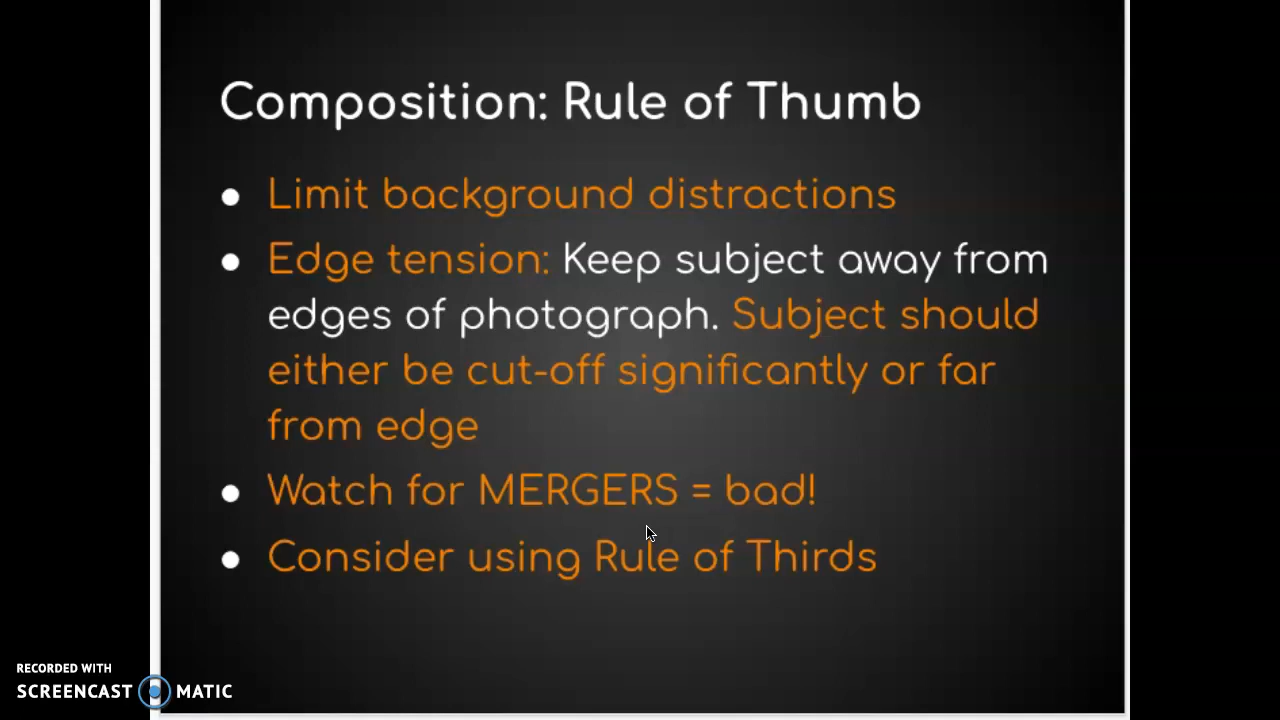 Composition: Rule of Thumb
● Limit background distractions
● Edge tension: Keep subject away from
edges of photograph. Subject should
either be cut-off significantly or far
from edge
● Watch for MERGERS = bad!
● Consider using Rule of Thirds
RECORDED WITH
SCREENCAST MATIC